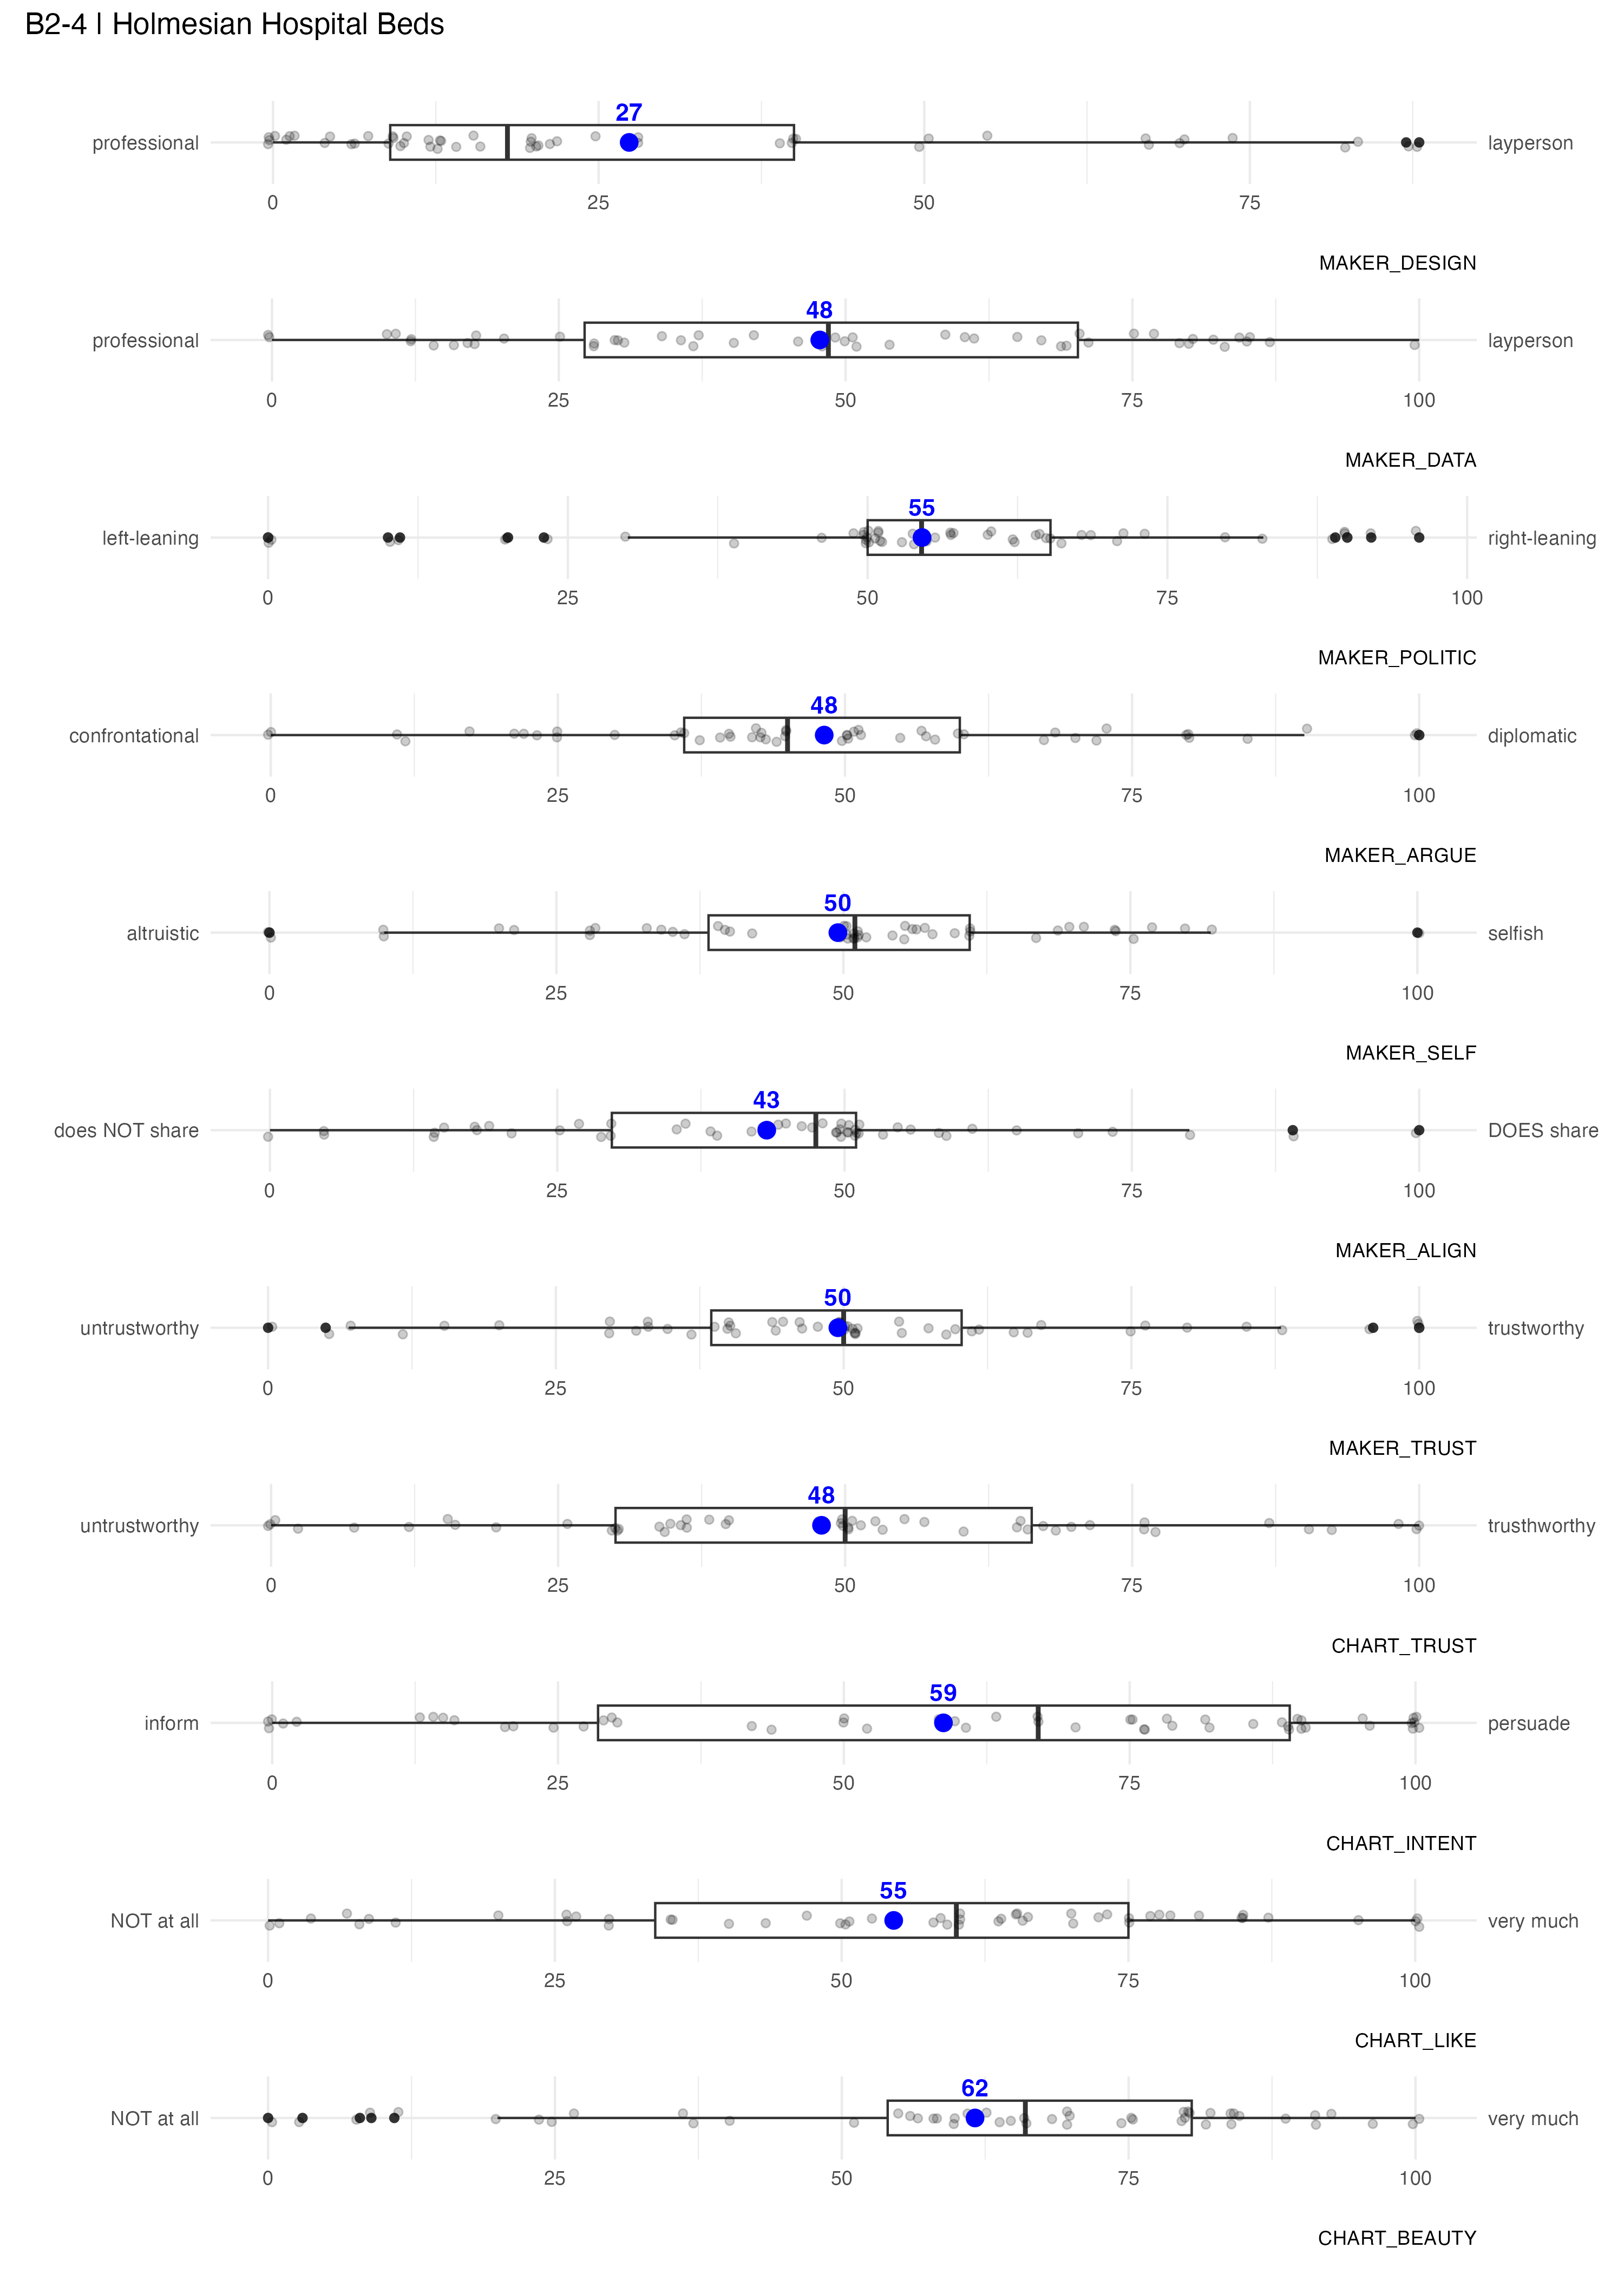 B2-4 | Holmesian Hospital Beds
27
professional layperson
0 25 50 75
MAKER_DESIGN
48
professional layperson
0 25 50 75 100
MAKER_DATA
55
left-leaning right-leaning
0 25 50 75 100
MAKER_POLITIC
48
confrontational diplomatic
0 25 50 75 100
MAKER_ARGUE
50
altruistic selfish
0 25 50 75 100
MAKER_SELF
43
does NOT share DOES share
0 25 50 75 100
MAKER_ALIGN
50
untrustworthy trustworthy
0 25 50 75 100
MAKER_TRUST
48
untrustworthy trusthworthy
0 25 50 75 100
CHART_TRUST
59
inform persuade
0 25 50 75 100
CHART_INTENT
55
NOT at all very much
0 25 50 75 100
CHART_LIKE
62
NOT at all very much
0 25 50 75 100
CHART_BEAUTY